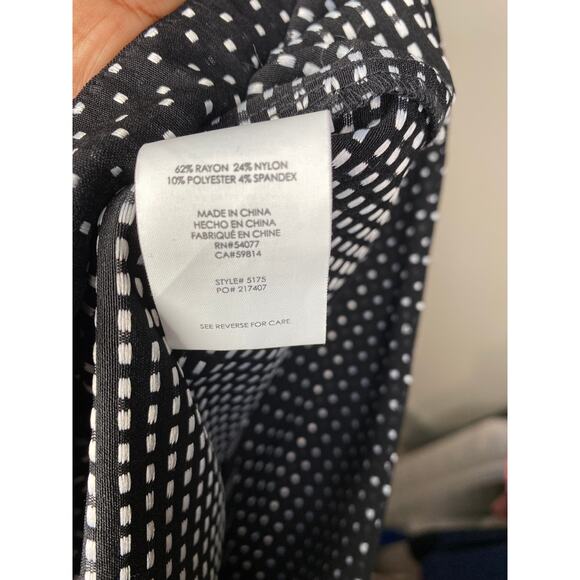 62% RAYON 24% NYLON
10% POLYESTER 4% SPANDEX
MADE IN CHINA
HECHO EN CHINA
FABRIQUÉ EN CHINE
RN#54077
CA#59814
STYLE# 5175
PO# 217407
SEE REVERSE FOR CARE